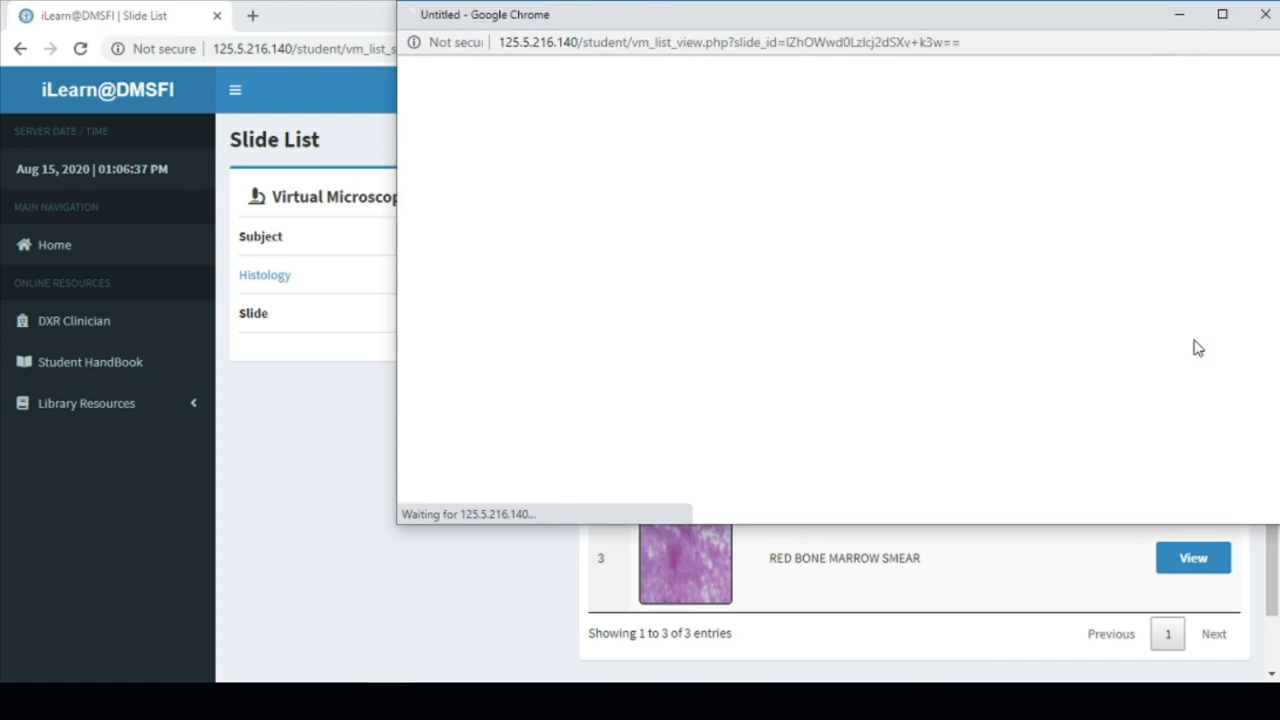 iLearn@DMSFI | Slide List
Not secure
125.5.216.140/student/vm_list_s
Untitled - Google Chrome
Not secu
125.5.216.140/student/vm_list_view.php?slide_id=
iLearn@DMSFI
SERVER DATE / TIME
Aug 15, 2020 | 01:06:37 PM
MAIN NAVIGATION
Home
ONLINE RESOURCES
DXR Clinician
Student HandBook
Library Resources
Slide List
Virtual Microscop
Subject
Histology
Slide
Waiting for 125.5.216.140...
3
RED BONE MARROW SMEAR
View
Showing 1 to 3 of 3 entries
Previous
1
Next